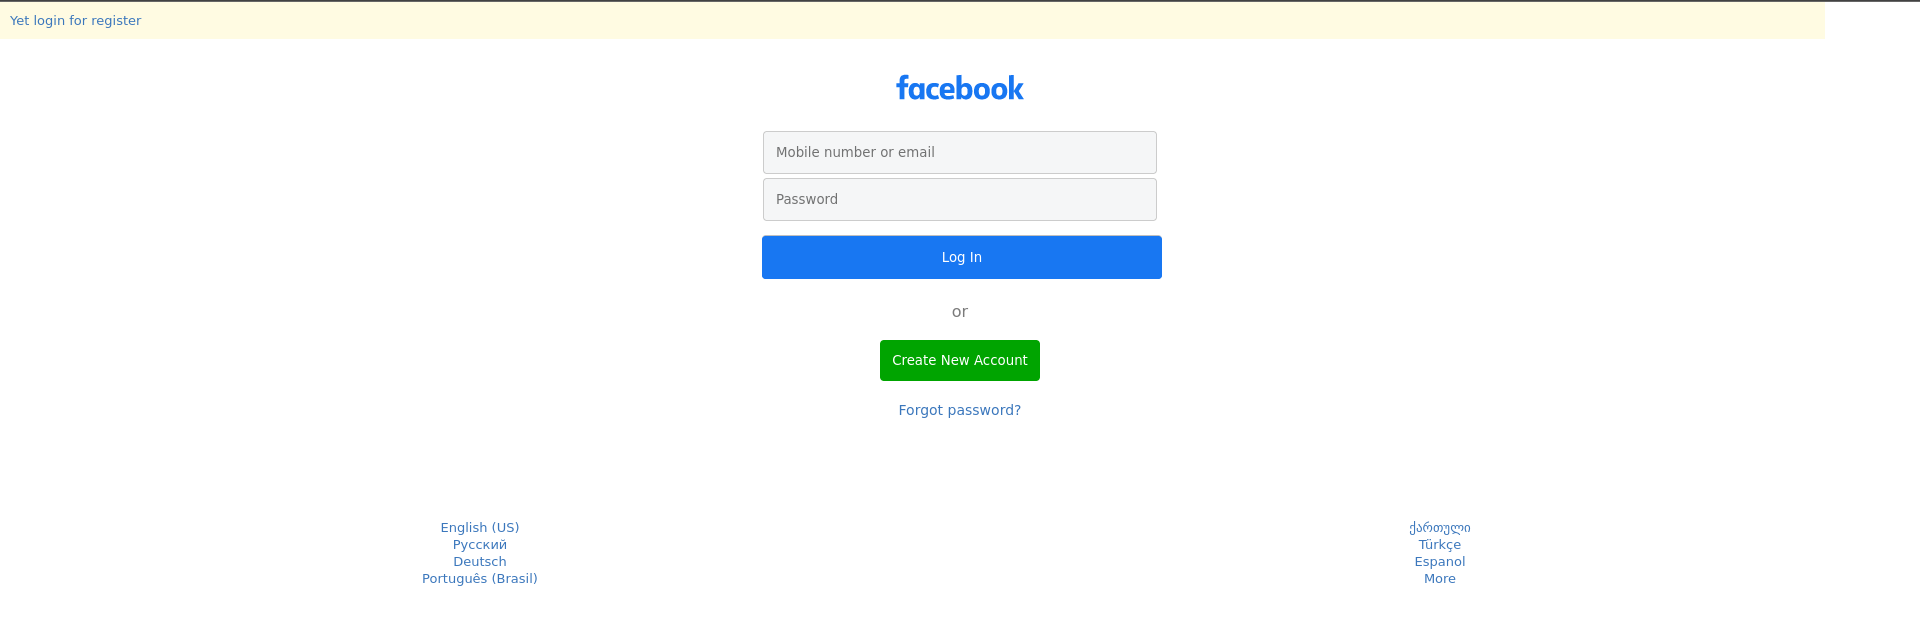 Yet login for register
facebook
Mobile number or email
Password
Log In
or
Create New Account
Forgot password?
English (US)
Русский
Deutsch
Português (Brasil)
ქართული
Türkçe
Espanol
More